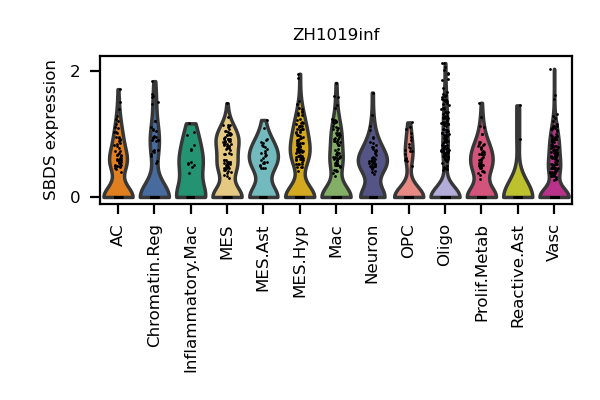 ZH1019inf
SBDS expression
2
0
AC
Chromatin.Reg
Inflammatory.Mac
MES
MES.Ast
MES.Hyp
Mac
Neuron
OPC
Oligo
Prolif.Metab
Reactive.Ast
Vasc